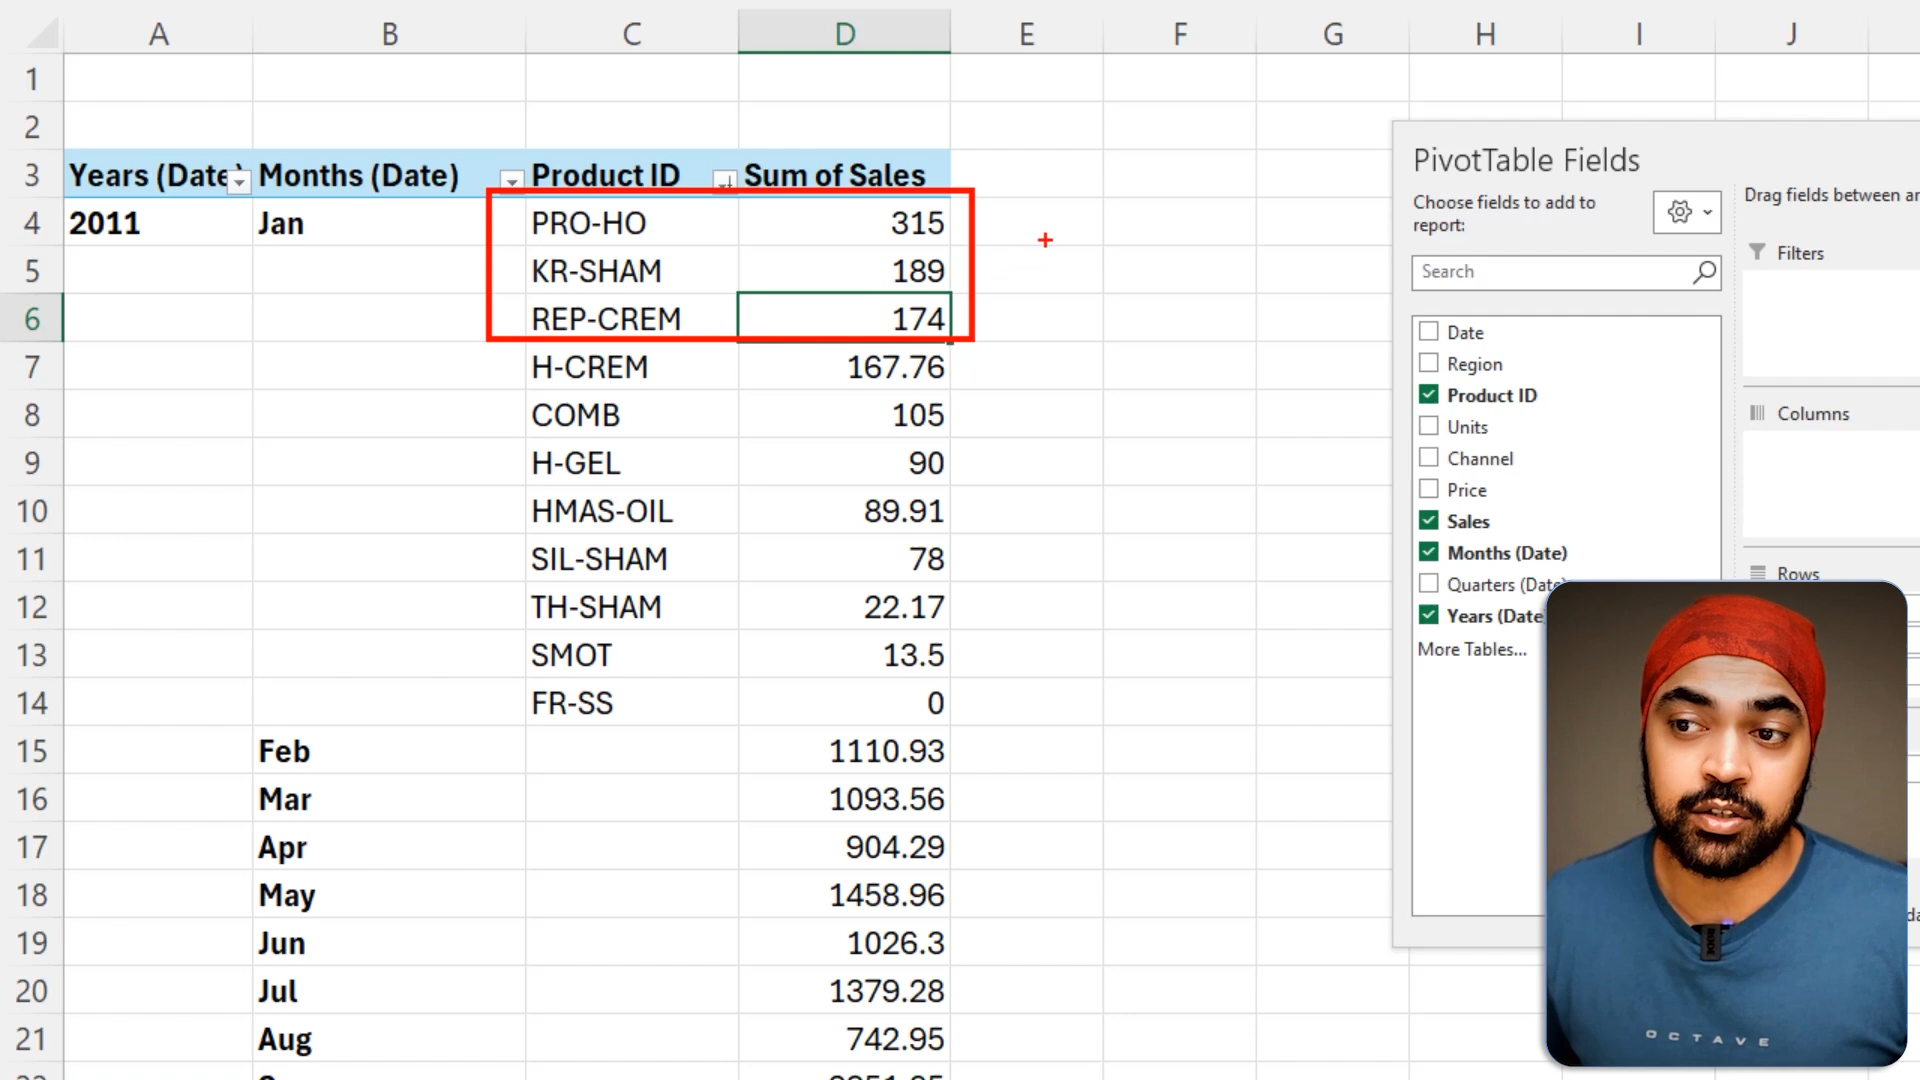 A B C D E F G H I J
1
2
3 Years (Date) Months (Date) Product ID Sum of Sales
4 2011 Jan PRO-HO 315
5 KR-SHAM 189
6 REP-CREM 174
7 H-CREM 167.76
8 COMB 105
9 H-GEL 90
10 HMAS-OIL 89.91
11 SIL-SHAM 78
12 TH-SHAM 22.17
13 SMOT 13.5
14 FR-SS 0
15 Feb 1110.93
16 Mar 1093.56
17 Apr 904.29
18 May 1458.96
19 Jun 1026.3
20 Jul 1379.28
21 Aug 742.95
PivotTable Fields
Choose fields to add to
report:
Search
Date
Region
Product ID
Units
Channel
Price
Sales
Months (Date)
Quarters (Date)
Years (Date
More Tables...
Drag fields between
Filters
Columns
Rows
OCTAVE